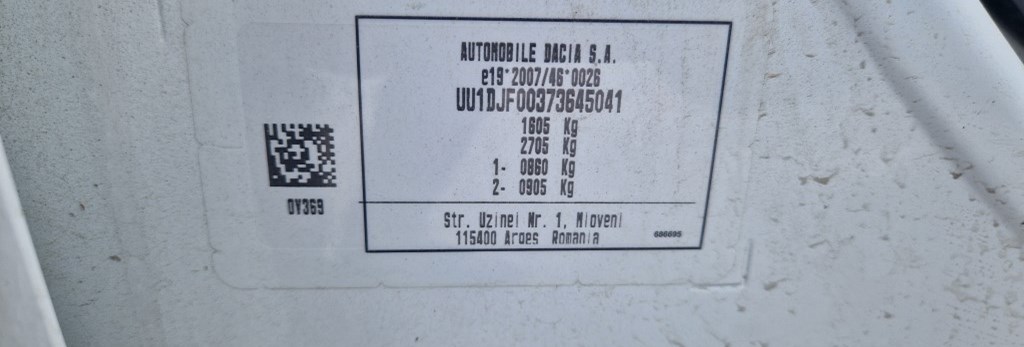 AUTOMOBILE DACIA S.A.
e19*2007/46*0026
UU1DJF00373645041
1605 Kg
2705 Kg
1- 0860 Kg
2- 0905 Kg
0Y369
Str. Uzinei Nr. 1, Mioveni
115400 Arges Romania
686695